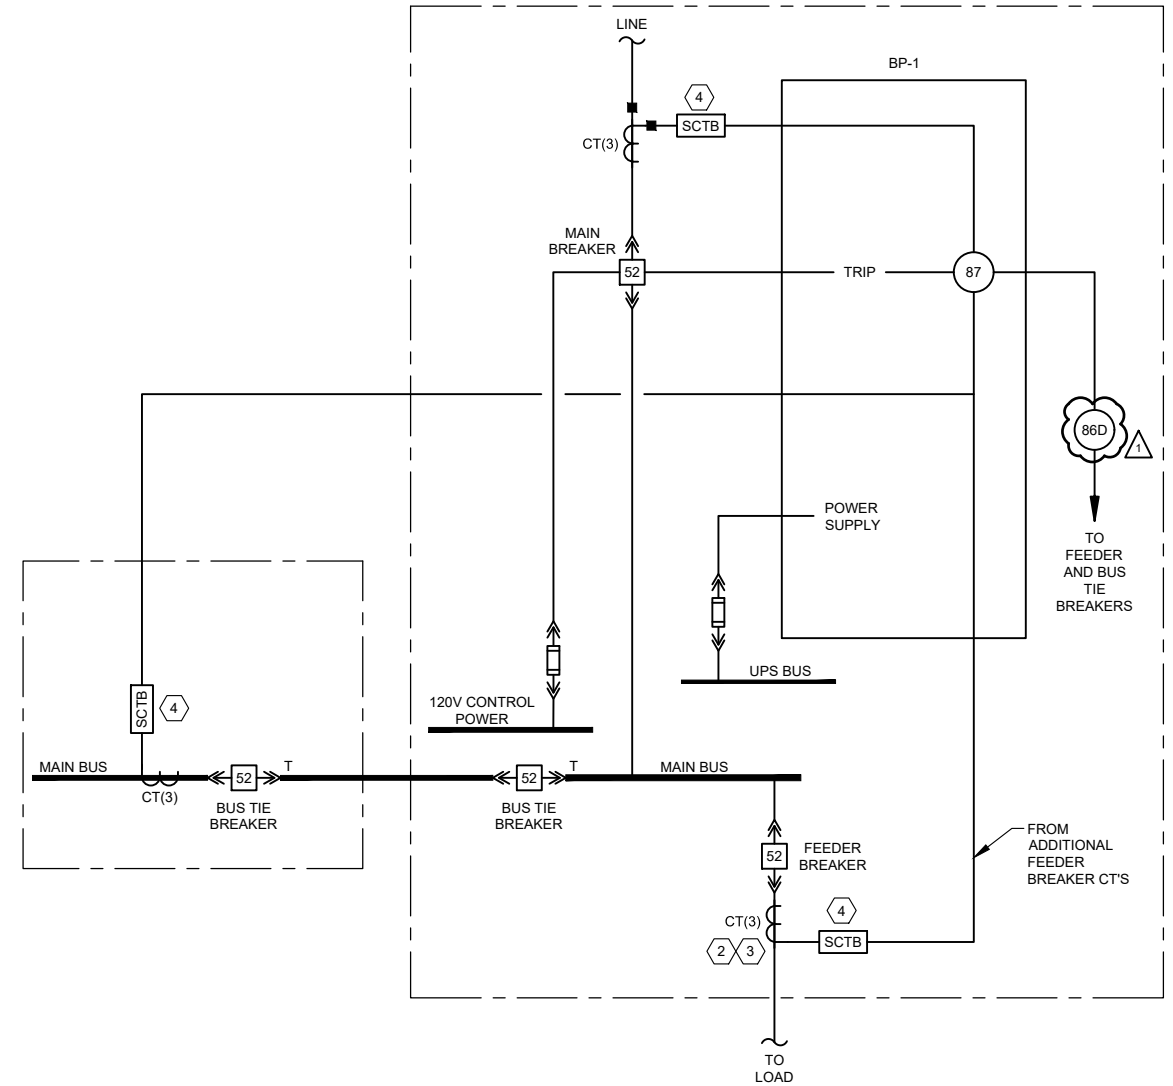 LINE
BP-1
4
SCTB
CT(3)
MAIN
BREAKER
52
TRIP
87
86D
1
POWER
SUPPLY
TO
FEEDER
AND BUS
TIE
BREAKERS
UPS BUS
120V CONTROL
POWER
SCTB
4
MAIN BUS
52
T
CT(3)
BUS TIE
BREAKER
52
T
BUS TIE
BREAKER
MAIN BUS
52
FEEDER
BREAKER
FROM
ADDITIONAL
FEEDER
BREAKER CT'S
CT(3)
4
2
3
SCTB
TO
LOAD